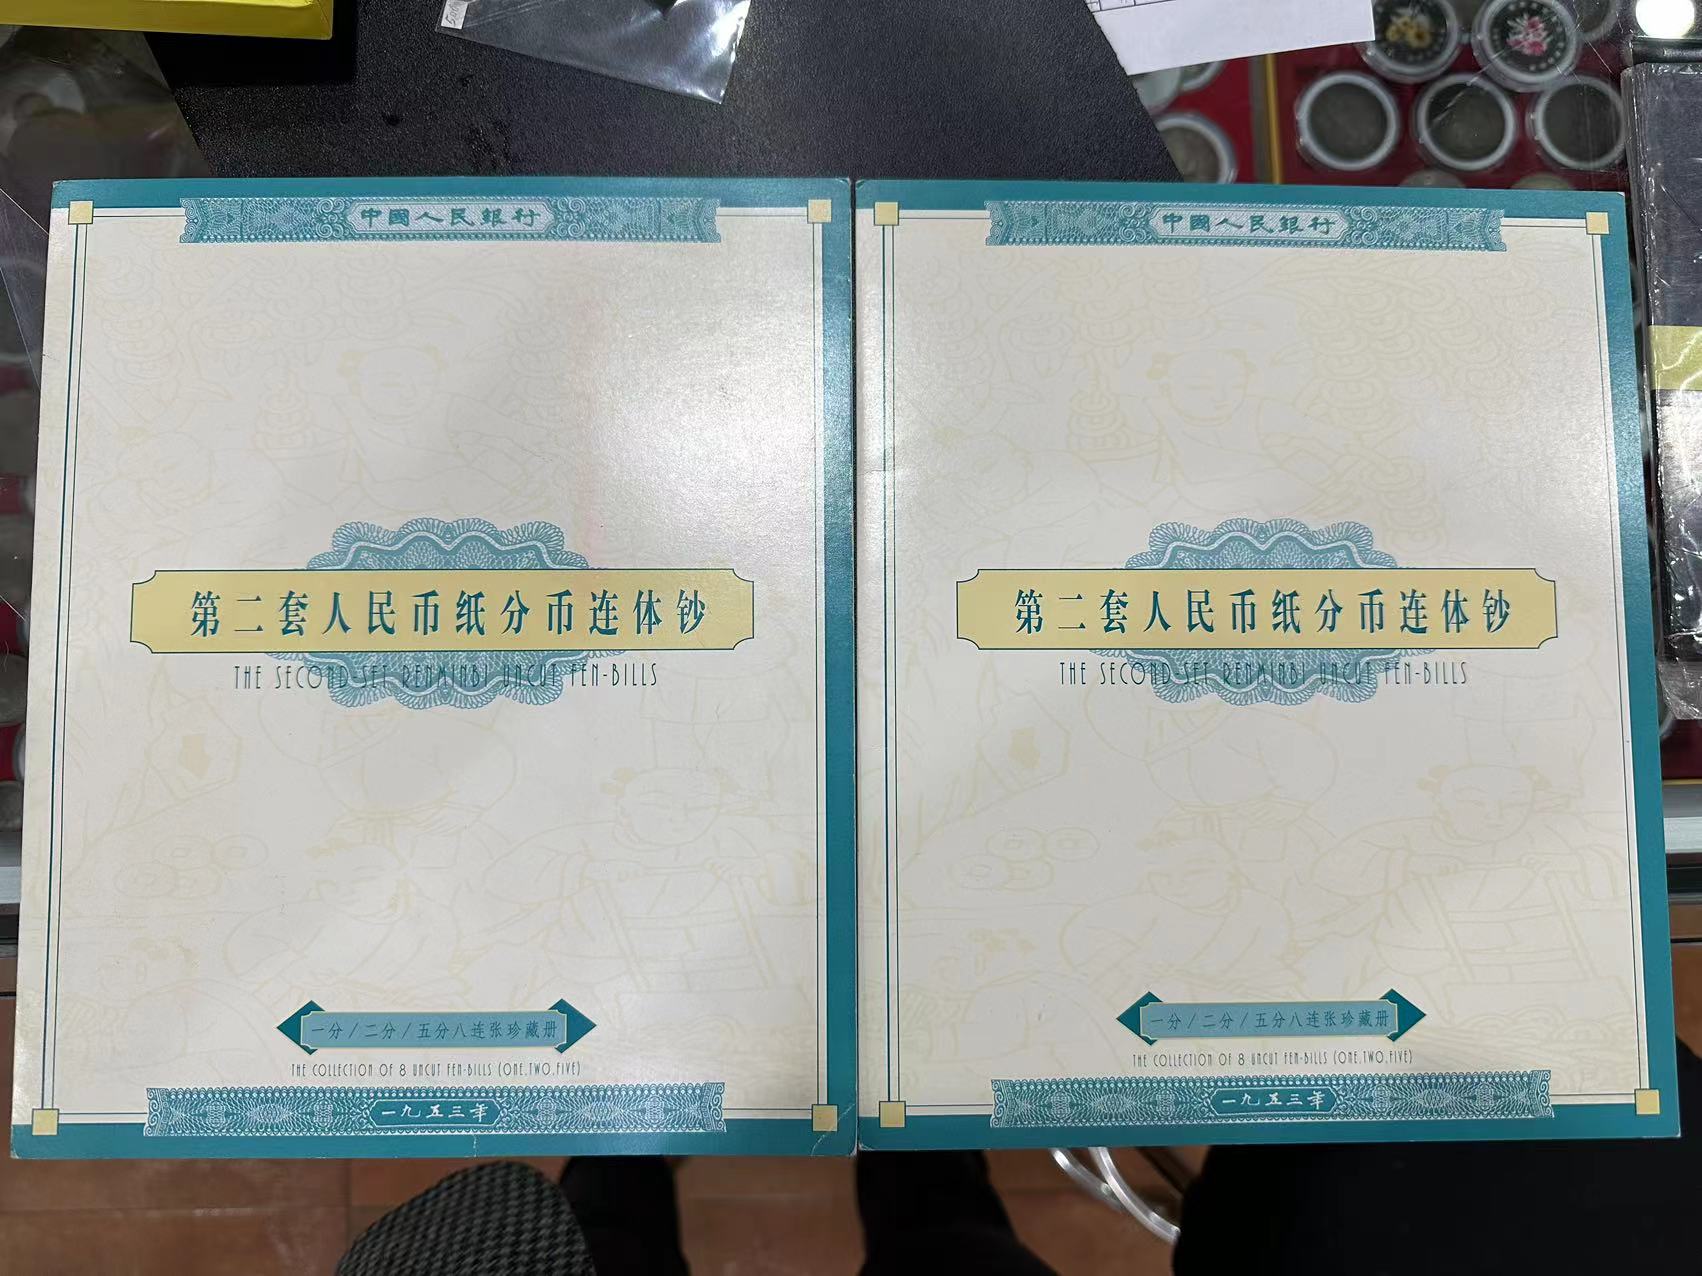 中國人民銀行
第二套人民币纸分币连体钞
THE SECOND SET RENMINBI UNCUT FEN-BILLS
一分/二分/五分八连张珍藏册
THE COLLECTION OF 8 UNCUT FEN-BILLS (ONE.TWO.FIVE)
一九五三年
中國人民銀行
第二套人民币纸分币连体钞
THE SECOND SET RENMINBI UNCUT FEN-BILLS
一分/二分/五分八连张珍藏册
THE COLLECTION OF 8 UNCUT FEN-BILLS (ONE.TWO.FIVE)
一九五三年